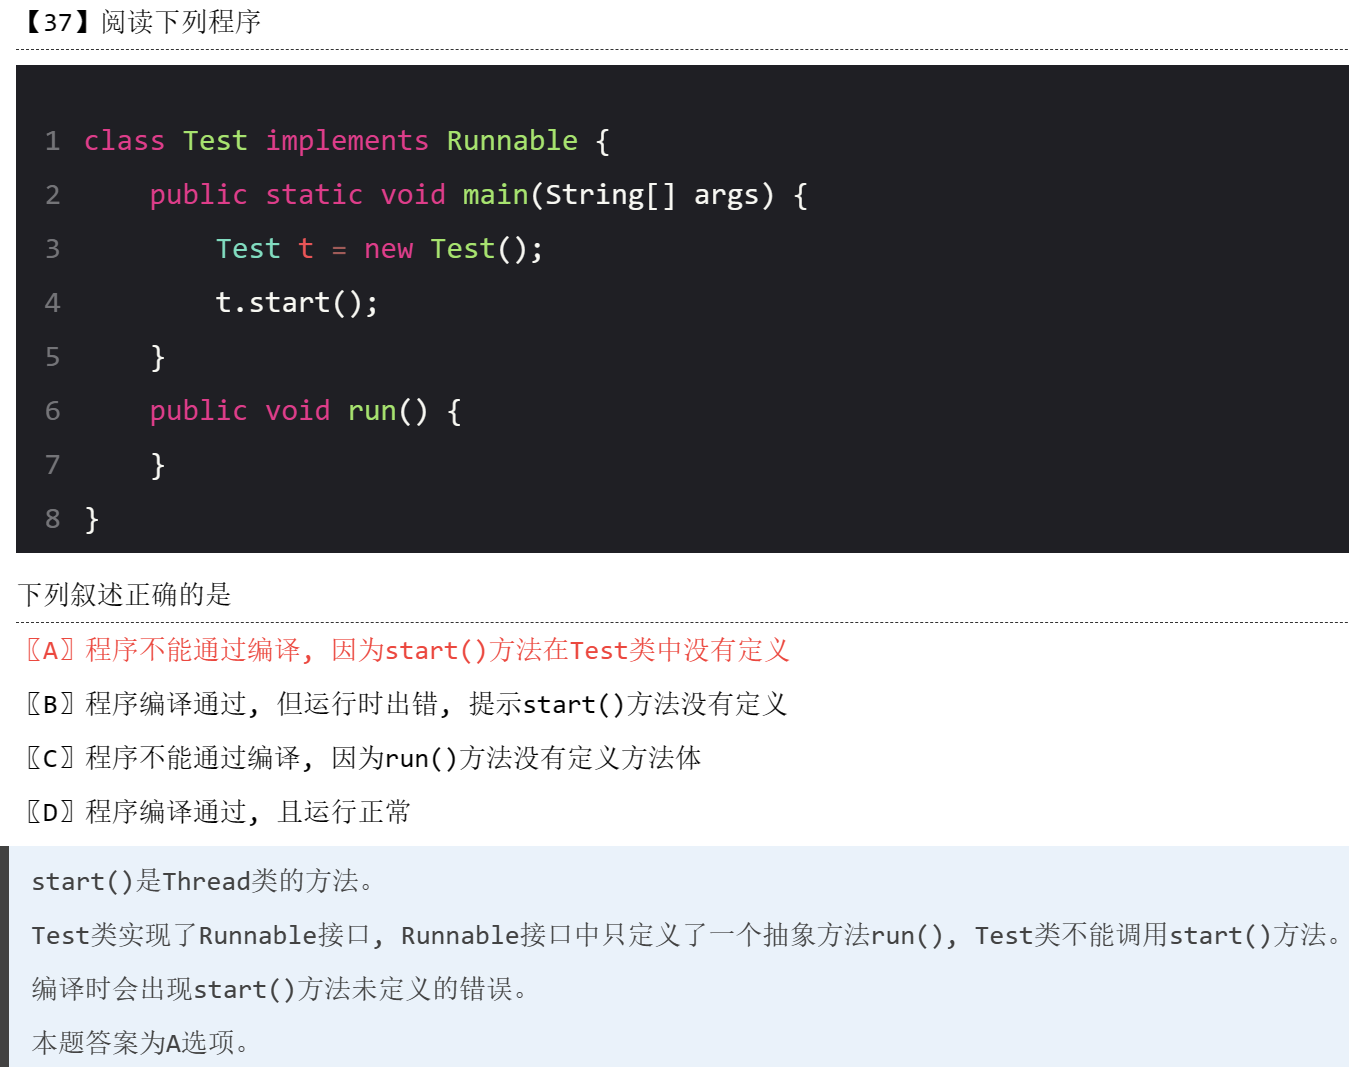 【37】阅读下列程序
1 class Test implements Runnable {
2     public static void main(String[] args) {
3         Test t = new Test();
4         t.start();
5     }
6     public void run() {
7     }
8 }
下列叙述正确的是
〖A〗程序不能通过编译, 因为start()方法在Test类中没有定义
〖B〗程序编译通过, 但运行时出错, 提示start()方法没有定义
〖C〗程序不能通过编译, 因为run()方法没有定义方法体
〖D〗程序编译通过, 且运行正常
start()是Thread类的方法。
Test类实现了Runnable接口, Runnable接口中只定义了一个抽象方法run(), Test类不能调用start()方法。
编译时会出现start()方法未定义的错误。
本题答案为A选项。